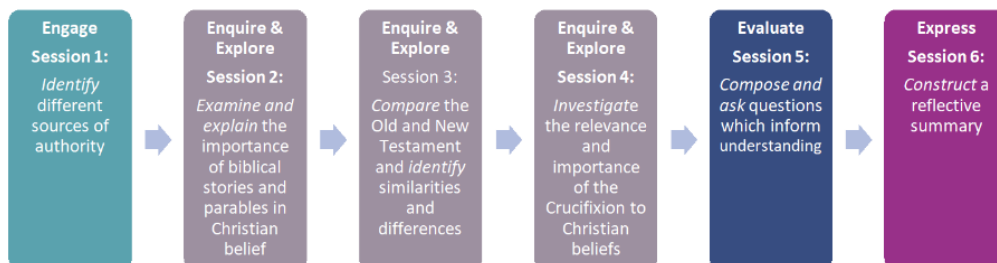 Engage
Session 1:
Identify
different
sources of
authority
Enquire &
Explore
Session 2:
Examine and
explain the
importance
of biblical
stories and
parables in
Christian
belief
Enquire &
Explore
Session 3:
Compare the
Old and New
Testament
and identify
similarities
and
differences
Enquire &
Explore
Session 4:
Investigate
the relevance
and
importance
of the
Crucifixion to
Christian
beliefs
Evaluate
Session 5:
Compose and
ask questions
which inform
understanding
Express
Session 6:
Construct a
reflective
summary